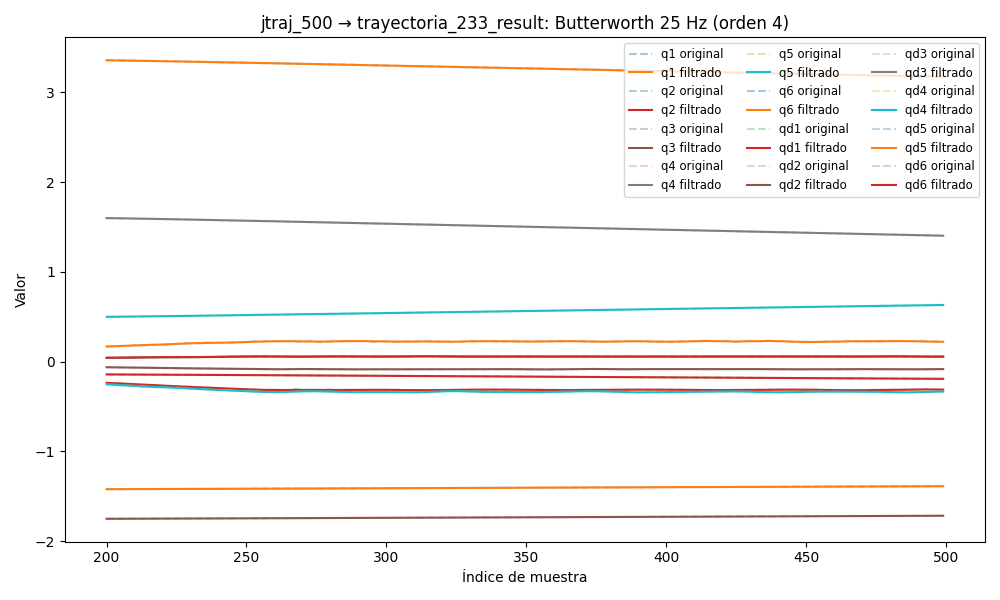 jtraj_500 → trayectoria_233_result: Butterworth 25 Hz (orden 4)
q1 original
q1 filtrado
q2 original
q2 filtrado
q3 original
q3 filtrado
q4 original
q4 filtrado
q5 original
q5 filtrado
q6 original
q6 filtrado
qd1 original
qd1 filtrado
qd2 original
qd2 filtrado
qd3 original
qd3 filtrado
qd4 original
qd4 filtrado
qd5 original
qd5 filtrado
qd6 original
qd6 filtrado
Valor
3
2
1
0
−1
−2
200
250
300
350
400
450
500
Índice de muestra